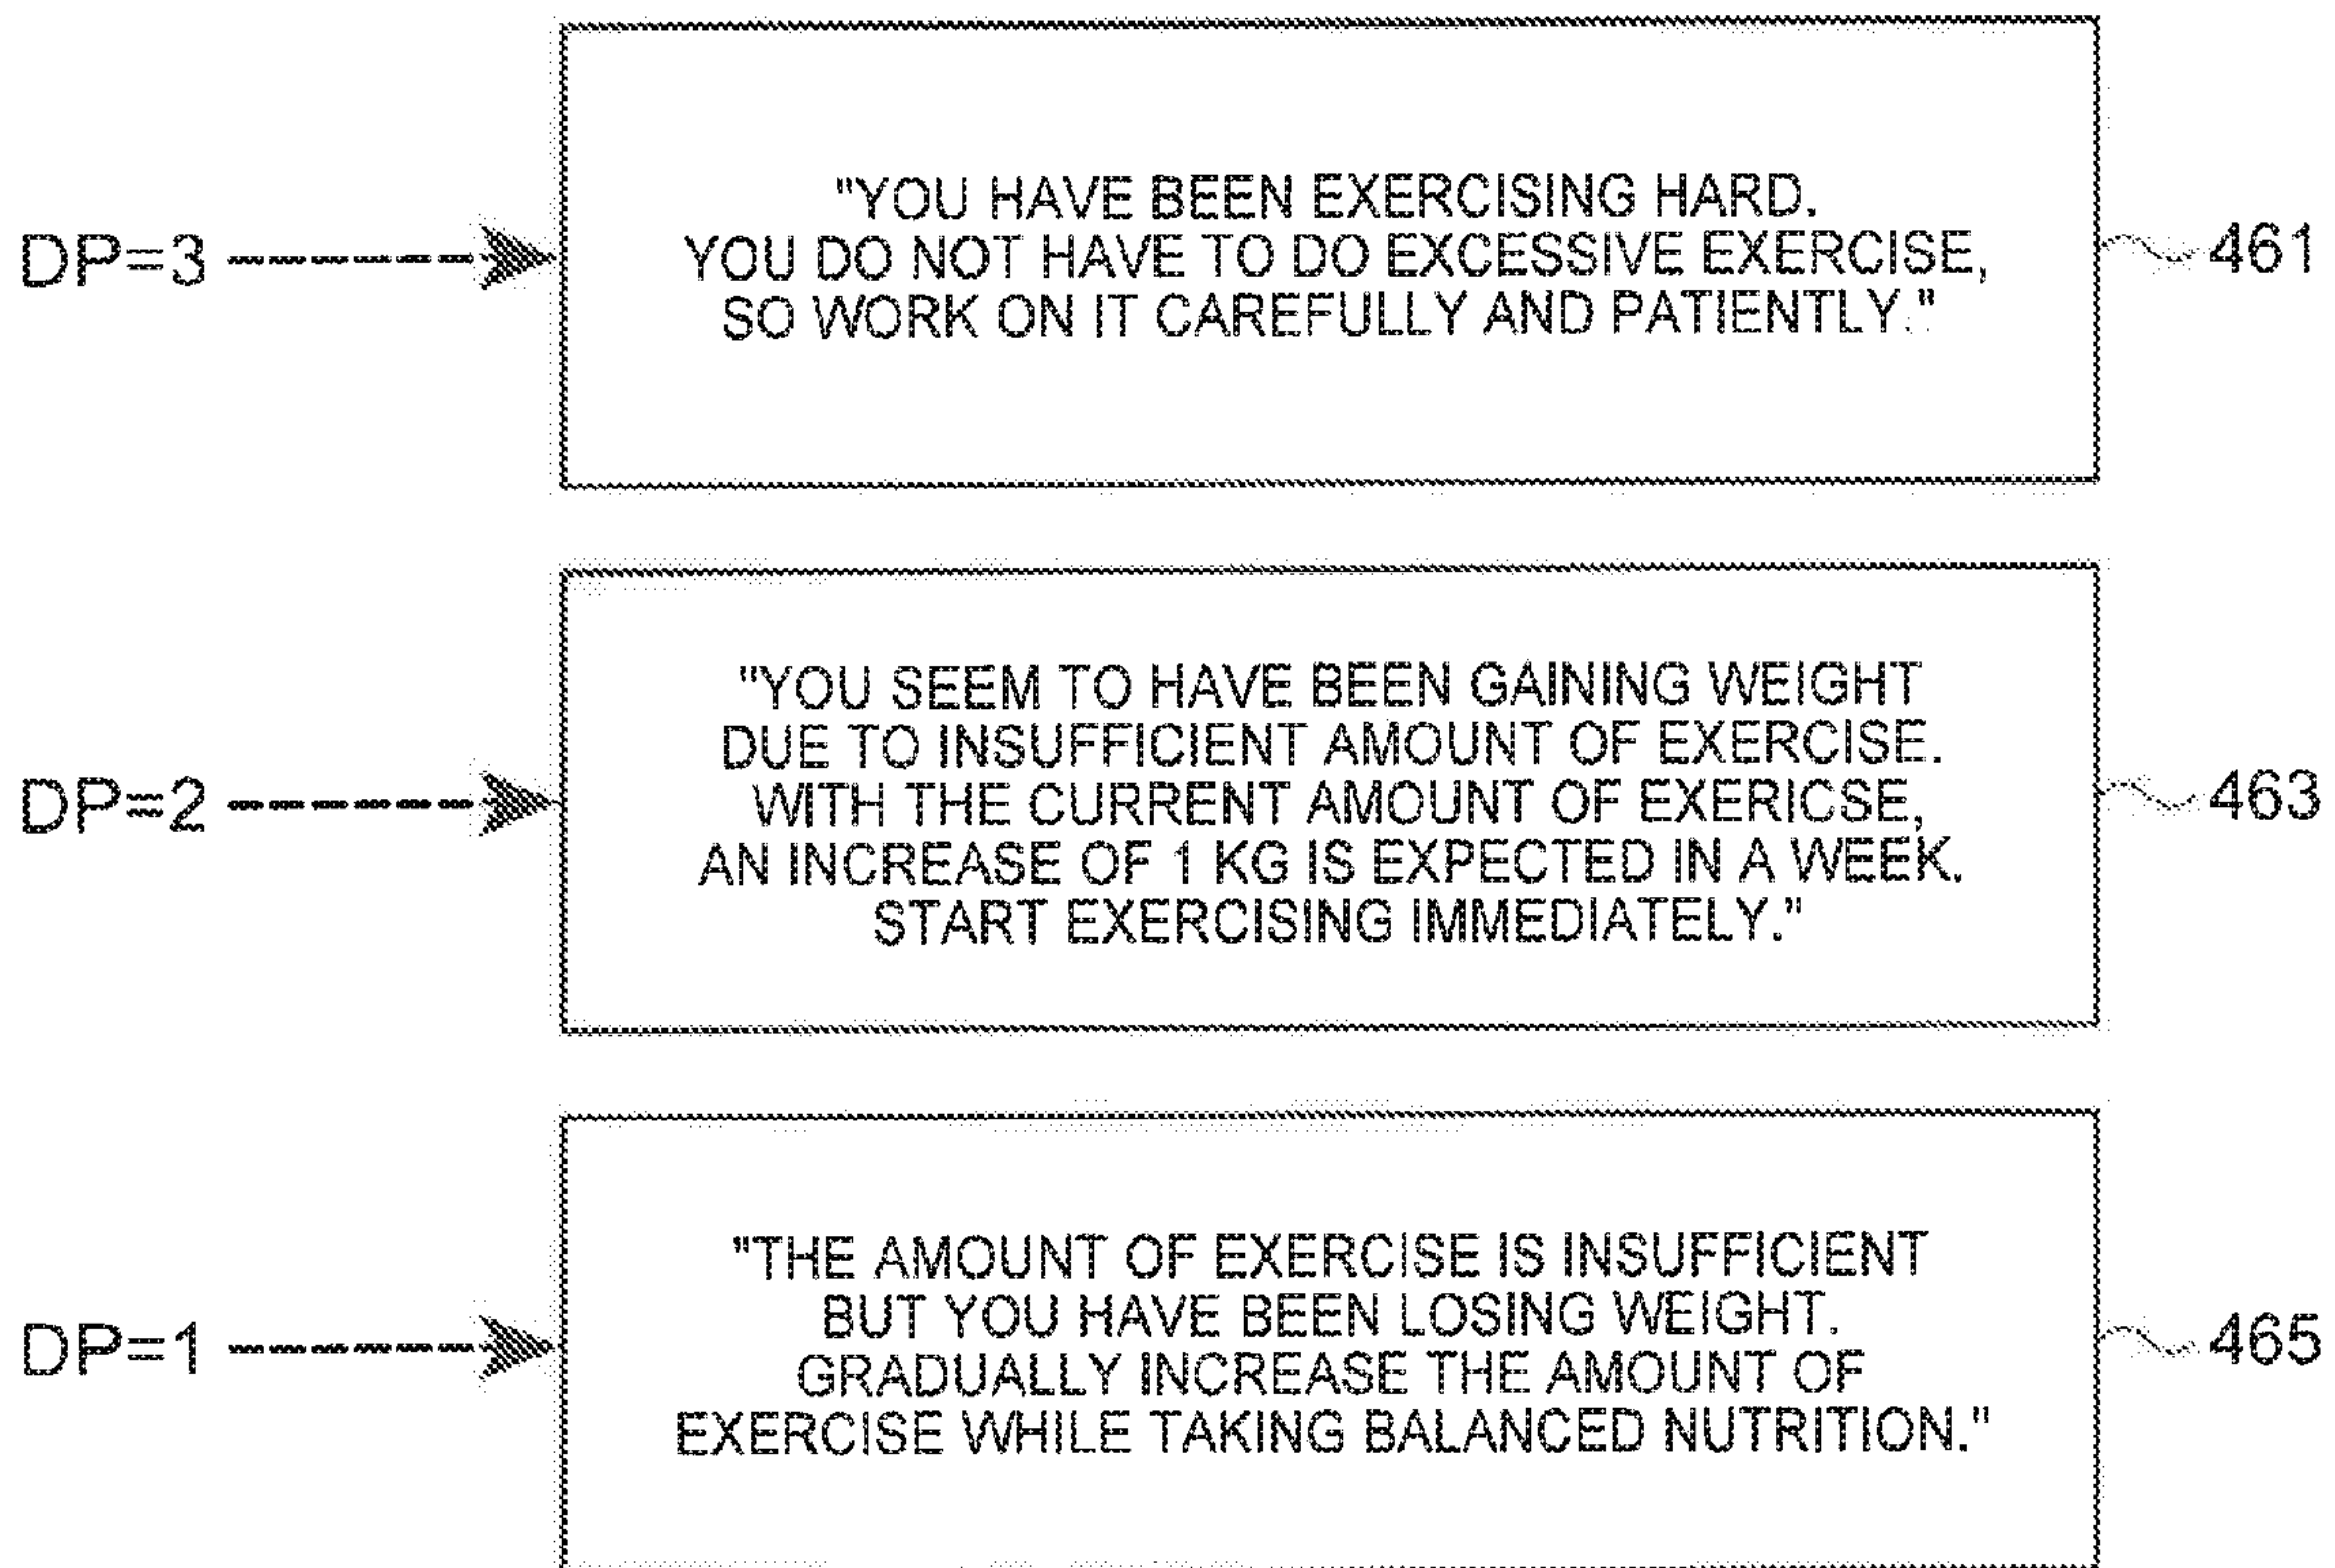 "YOU HAVE BEEN EXERCISING HARD.
DP=3 YOU DO NOT HAVE TO DO EXCESSIVE EXERCISE, 461
SO WORK ON IT CAREFULLY AND PATIENTLY."
"YOU SEEM TO HAVE BEEN GAINING WEIGHT
DUE TO INSUFFICIENT AMOUNT OF EXERCISE.
DP=2 WITH THE CURRENT AMOUNT OF EXERICSE, 463
AN INCREASE OF 1 KG IS EXPECTED IN A WEEK.
START EXERCISING IMMEDIATELY."
"THE AMOUNT OF EXERCISE IS INSUFFICIENT
BUT YOU HAVE BEEN LOSING WEIGHT.
DP=1 GRADUALLY INCREASE THE AMOUNT OF 465
EXERCISE WHILE TAKING BALANCED NUTRITION."